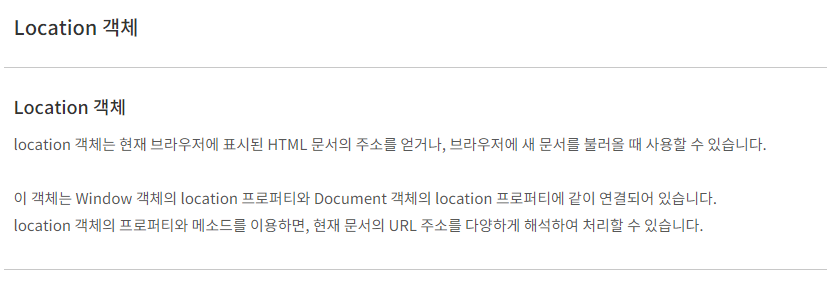 Location 객체
Location 객체
location 객체는 현재 브라우저에 표시된 HTML 문서의 주소를 얻거나, 브라우저에 새 문서를 불러올 때 사용할 수 있습니다.
이 객체는 Window 객체의 location 프로퍼티와 Document 객체의 location 프로퍼티에 같이 연결되어 있습니다.
location 객체의 프로퍼티와 메소드를 이용하면, 현재 문서의 URL 주소를 다양하게 해석하여 처리할 수 있습니다.